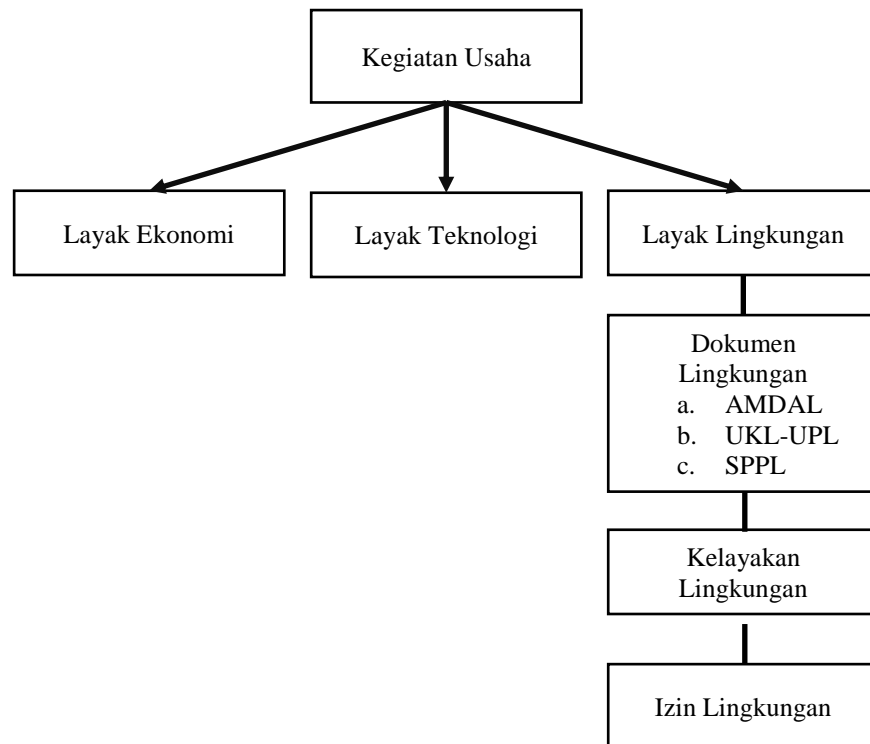 Kegiatan Usaha
Layak Ekonomi
Layak Teknologi
Layak Lingkungan
Dokumen
Lingkungan
a. AMDAL
b. UKL-UPL
c. SPPL
Kelayakan
Lingkungan
Izin Lingkungan